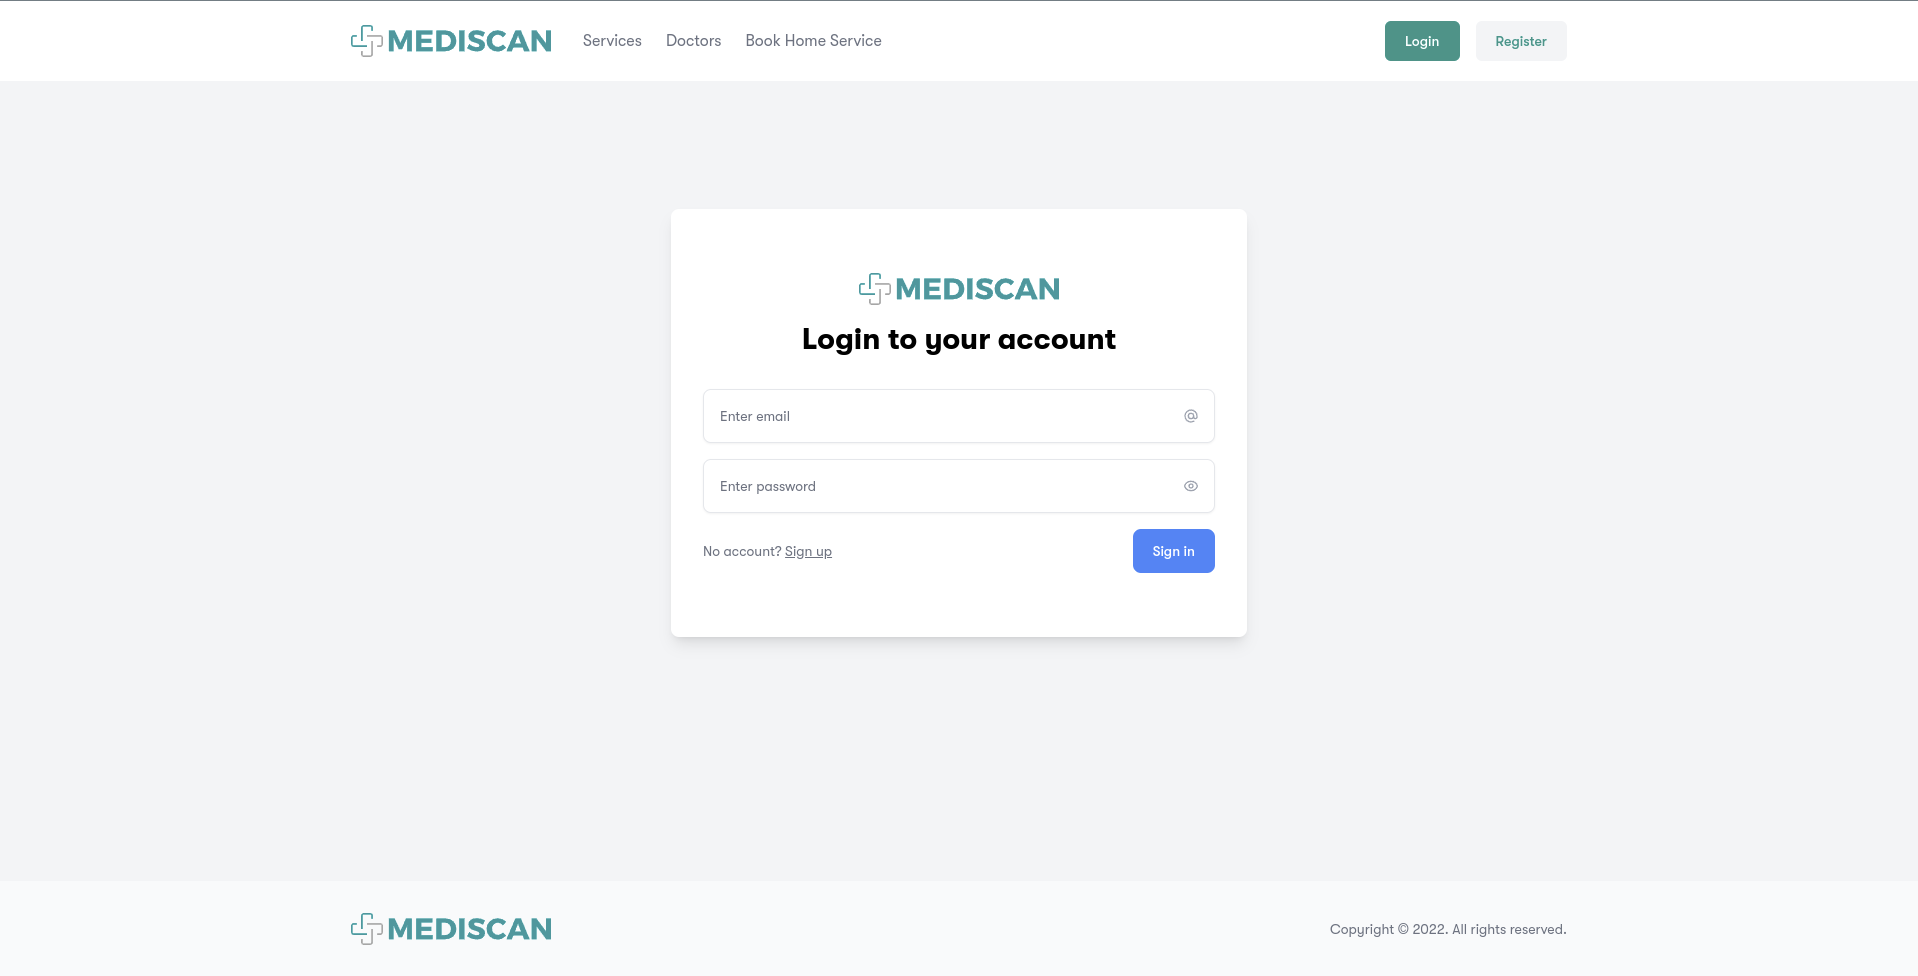 MEDISCAN Services Doctors Book Home Service Login Register
MEDISCAN
Login to your account
Enter email
Enter password
No account? Sign up Sign in
MEDISCAN Copyright © 2022. All rights reserved.